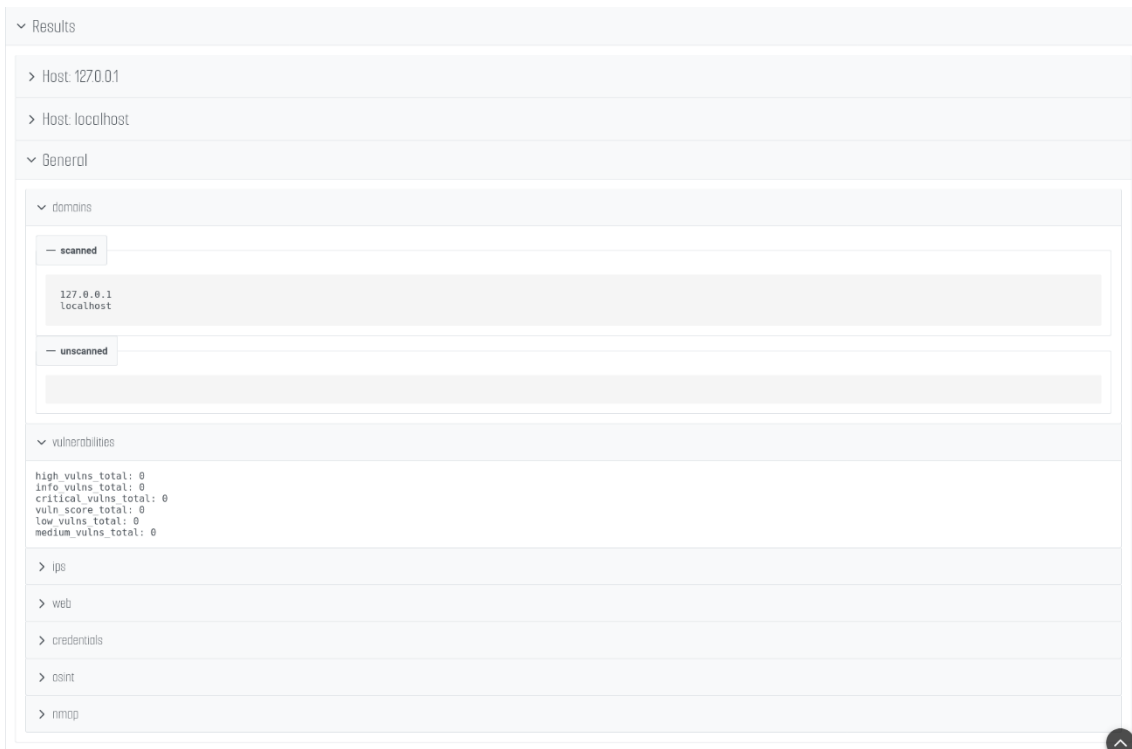 Results
Host: 127.0.0.1
Host: localhost
General
domains
scanned
127.0.0.1
localhost
unscanned
vulnerabilities
high_vulns_total: 0
info_vulns_total: 0
critical_vulns_total: 0
vuln_score_total: 0
low_vulns_total: 0
medium_vulns_total: 0
ips
web
credentials
osint
nmap